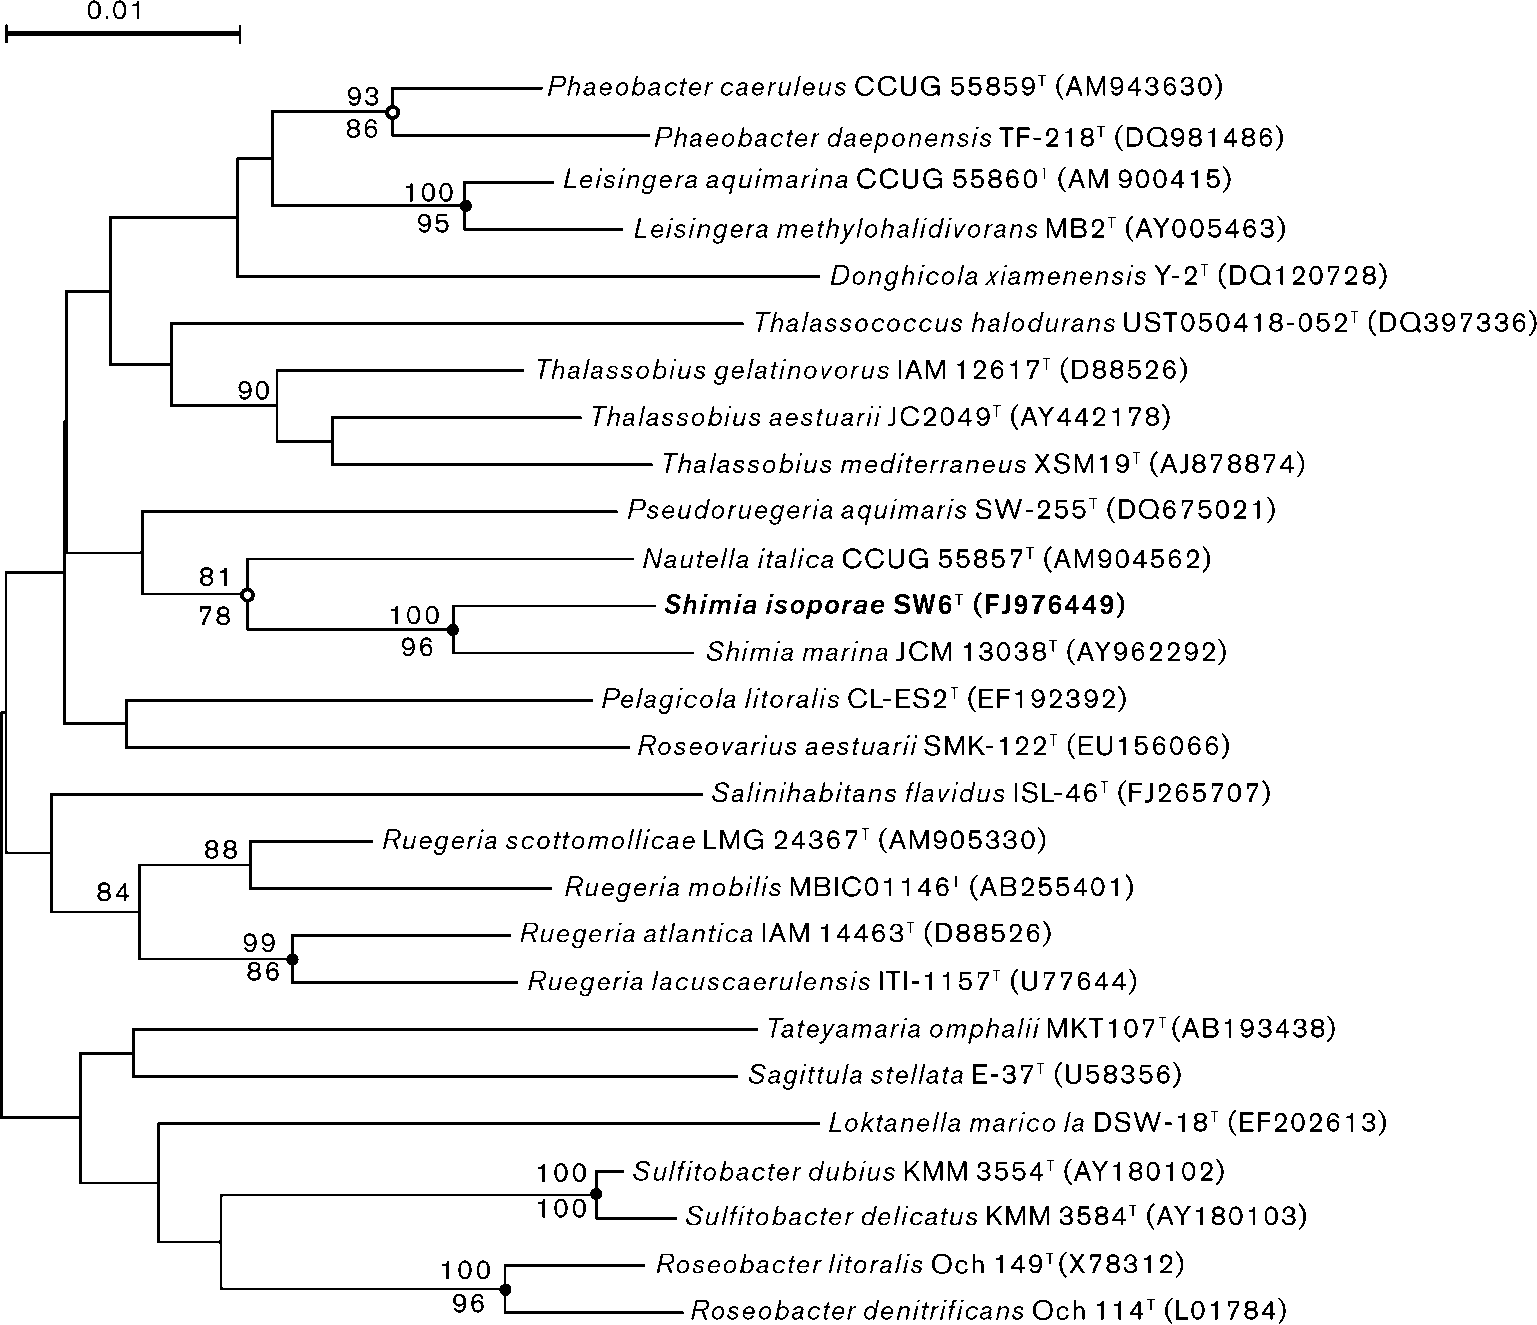 0.01
93
86
Phaeobacter caeruleus CCUG 55859ᵀ (AM943630)
Phaeobacter daeponensis TF-218ᵀ (DQ981486)
100
95
Leisingera aquimarina CCUG 55860ᵀ (AM 900415)
Leisingera methylohalidivorans MB2ᵀ (AY005463)
Donghicola xiamenensis Y-2ᵀ (DQ120728)
Thalassococcus halodurans UST050418-052ᵀ (DQ397336)
90
Thalassobius gelatinovorus IAM 12617ᵀ (D88526)
Thalassobius aestuarii JC2049ᵀ (AY442178)
Thalassobius mediterraneus XSM19ᵀ (AJ878874)
Pseudoruegeria aquimaris SW-255ᵀ (DQ675021)
81
78
Nautella italica CCUG 55857ᵀ (AM904562)
100
96
Shimia isoporae SW6ᵀ (FJ976449)
Shimia marina JCM 13038ᵀ (AY962292)
Pelagicola litoralis CL-ES2ᵀ (EF192392)
Roseovarius aestuarii SMK-122ᵀ (EU156066)
Salinihabitans flavidus ISL-46ᵀ (FJ265707)
84
88
Ruegeria scottomollicae LMG 24367ᵀ (AM905330)
Ruegeria mobilis MBIC01146ᵀ (AB255401)
99
86
Ruegeria atlantica IAM 14463ᵀ (D88526)
Ruegeria lacuscaerulensis ITI-1157ᵀ (U77644)
Tateyamaria omphalii MKT107ᵀ (AB193438)
Sagittula stellata E-37ᵀ (U58356)
Loktanella marico la DSW-18ᵀ (EF202613)
100
100
Sulfitobacter dubius KMM 3554ᵀ (AY180102)
Sulfitobacter delicatus KMM 3584ᵀ (AY180103)
100
96
Roseobacter litoralis Och 149ᵀ (X78312)
Roseobacter denitrificans Och 114ᵀ (L01784)